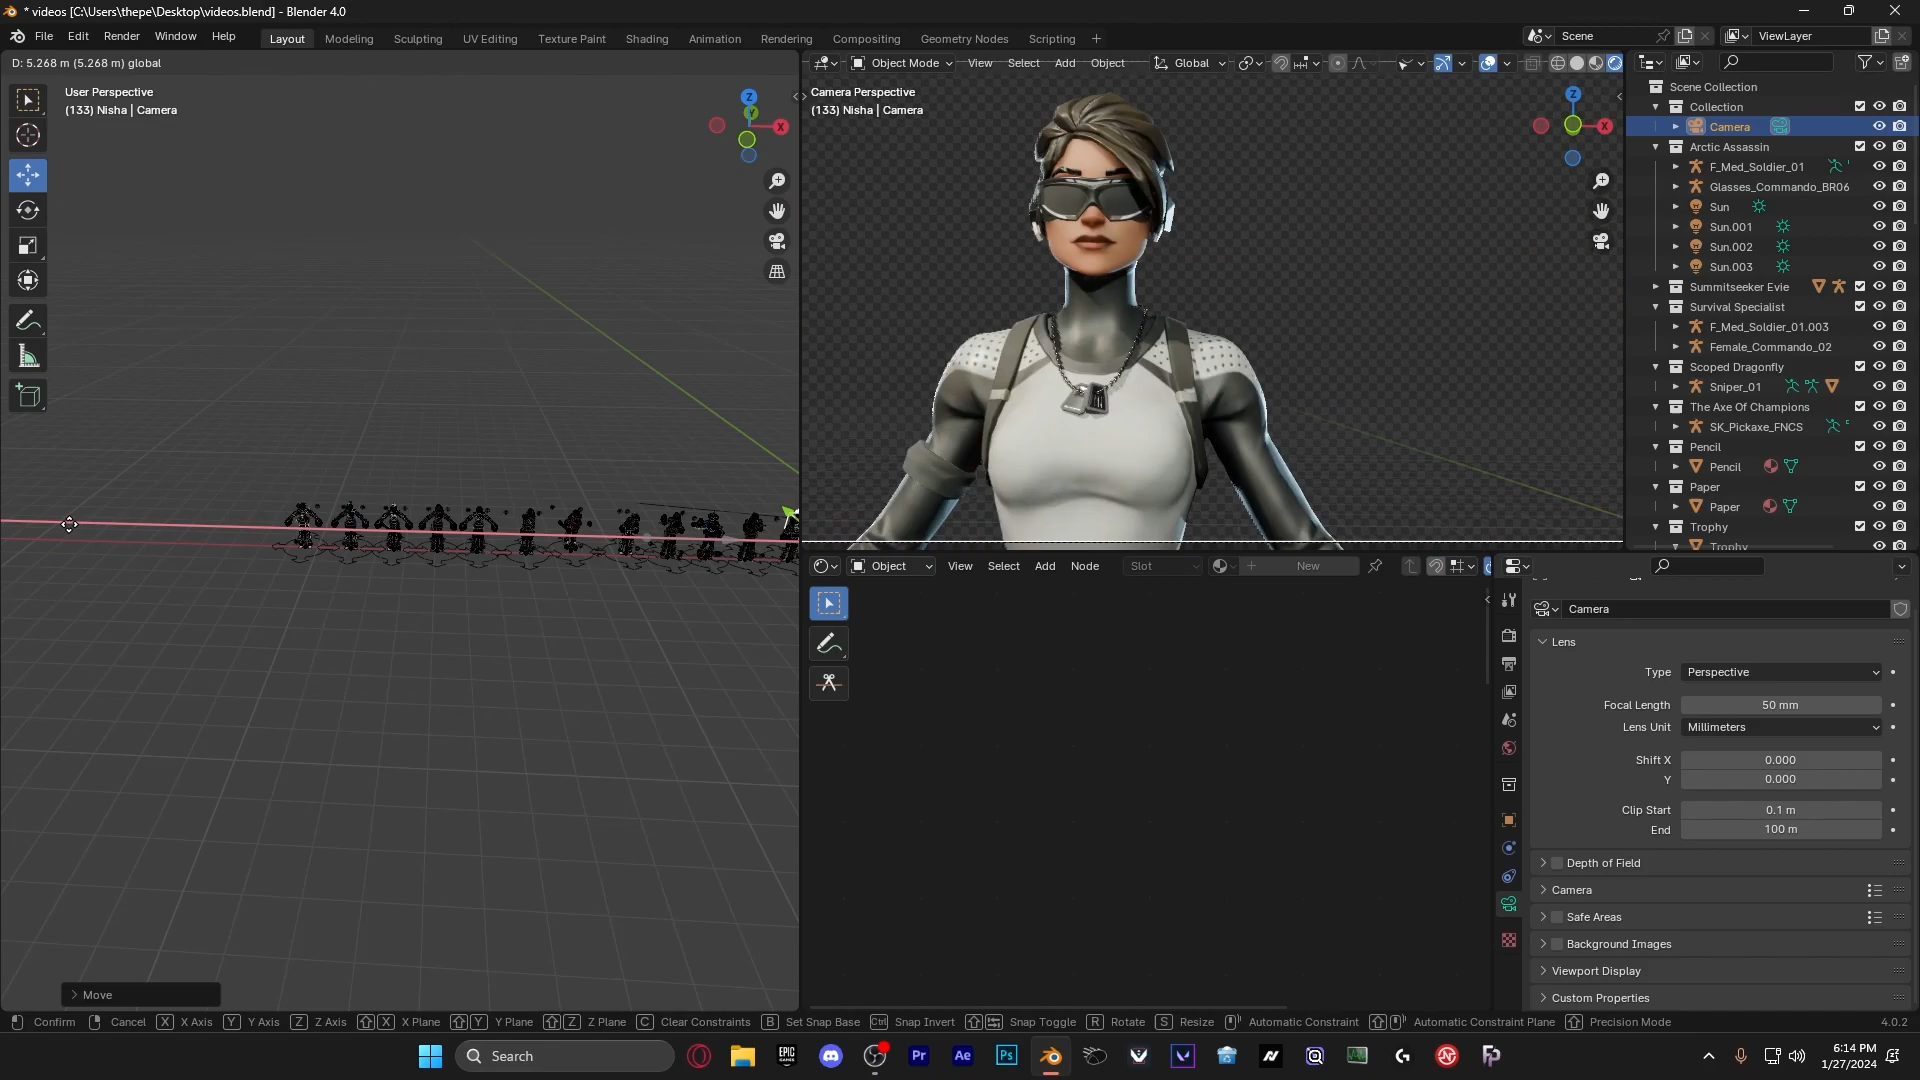 * videos [C:\Users\thepe\Desktop\videos.blend] - Blender 4.0
File Edit Render Window Help Layout Modeling Sculpting UV Editing Texture Paint Shading Animation Rendering Compositing Geometry Nodes Scripting + Scene ViewLayer
D: 5.268 m (5.268 m) global
Object Mode View Select Add Object Global
User Perspective
(133) Nisha | Camera
Z
Y
X
Move
Camera Perspective
(133) Nisha | Camera
Z
X
Scene Collection
Collection
Camera
Arctic Assassin
F_Med_Soldier_01
Glasses_Commando_BR06
Sun
Sun.001
Sun.002
Sun.003
Summitseeker Evie
Survival Specialist
F_Med_Soldier_01.003
Female_Commando_02
Scoped Dragonfly
Sniper_01
The Axe Of Champions
SK_Pickaxe_FNCS
Pencil
Pencil
Paper
Paper
Trophy
Trophy
Object View Select Add Node Slot New
Camera
Lens
Type Perspective
Focal Length 50 mm
Lens Unit Millimeters
Shift X 0.000
Y 0.000
Clip Start 0.1 m
End 100 m
Depth of Field
Camera
Safe Areas
Background Images
Viewport Display
Custom Properties
Confirm Cancel X X Axis Y Y Axis Z Z Axis X X Plane Y Y Plane Z Z Plane C Clear Constraints B Set Snap Base Ctrl Snap Invert Snap Toggle R Rotate S Resize Automatic Constraint Automatic Constraint Plane Precision Mode 4.0.2
Search
EPIC GAMES
Pr
Ae
Ps
6:14 PM
1/27/2024